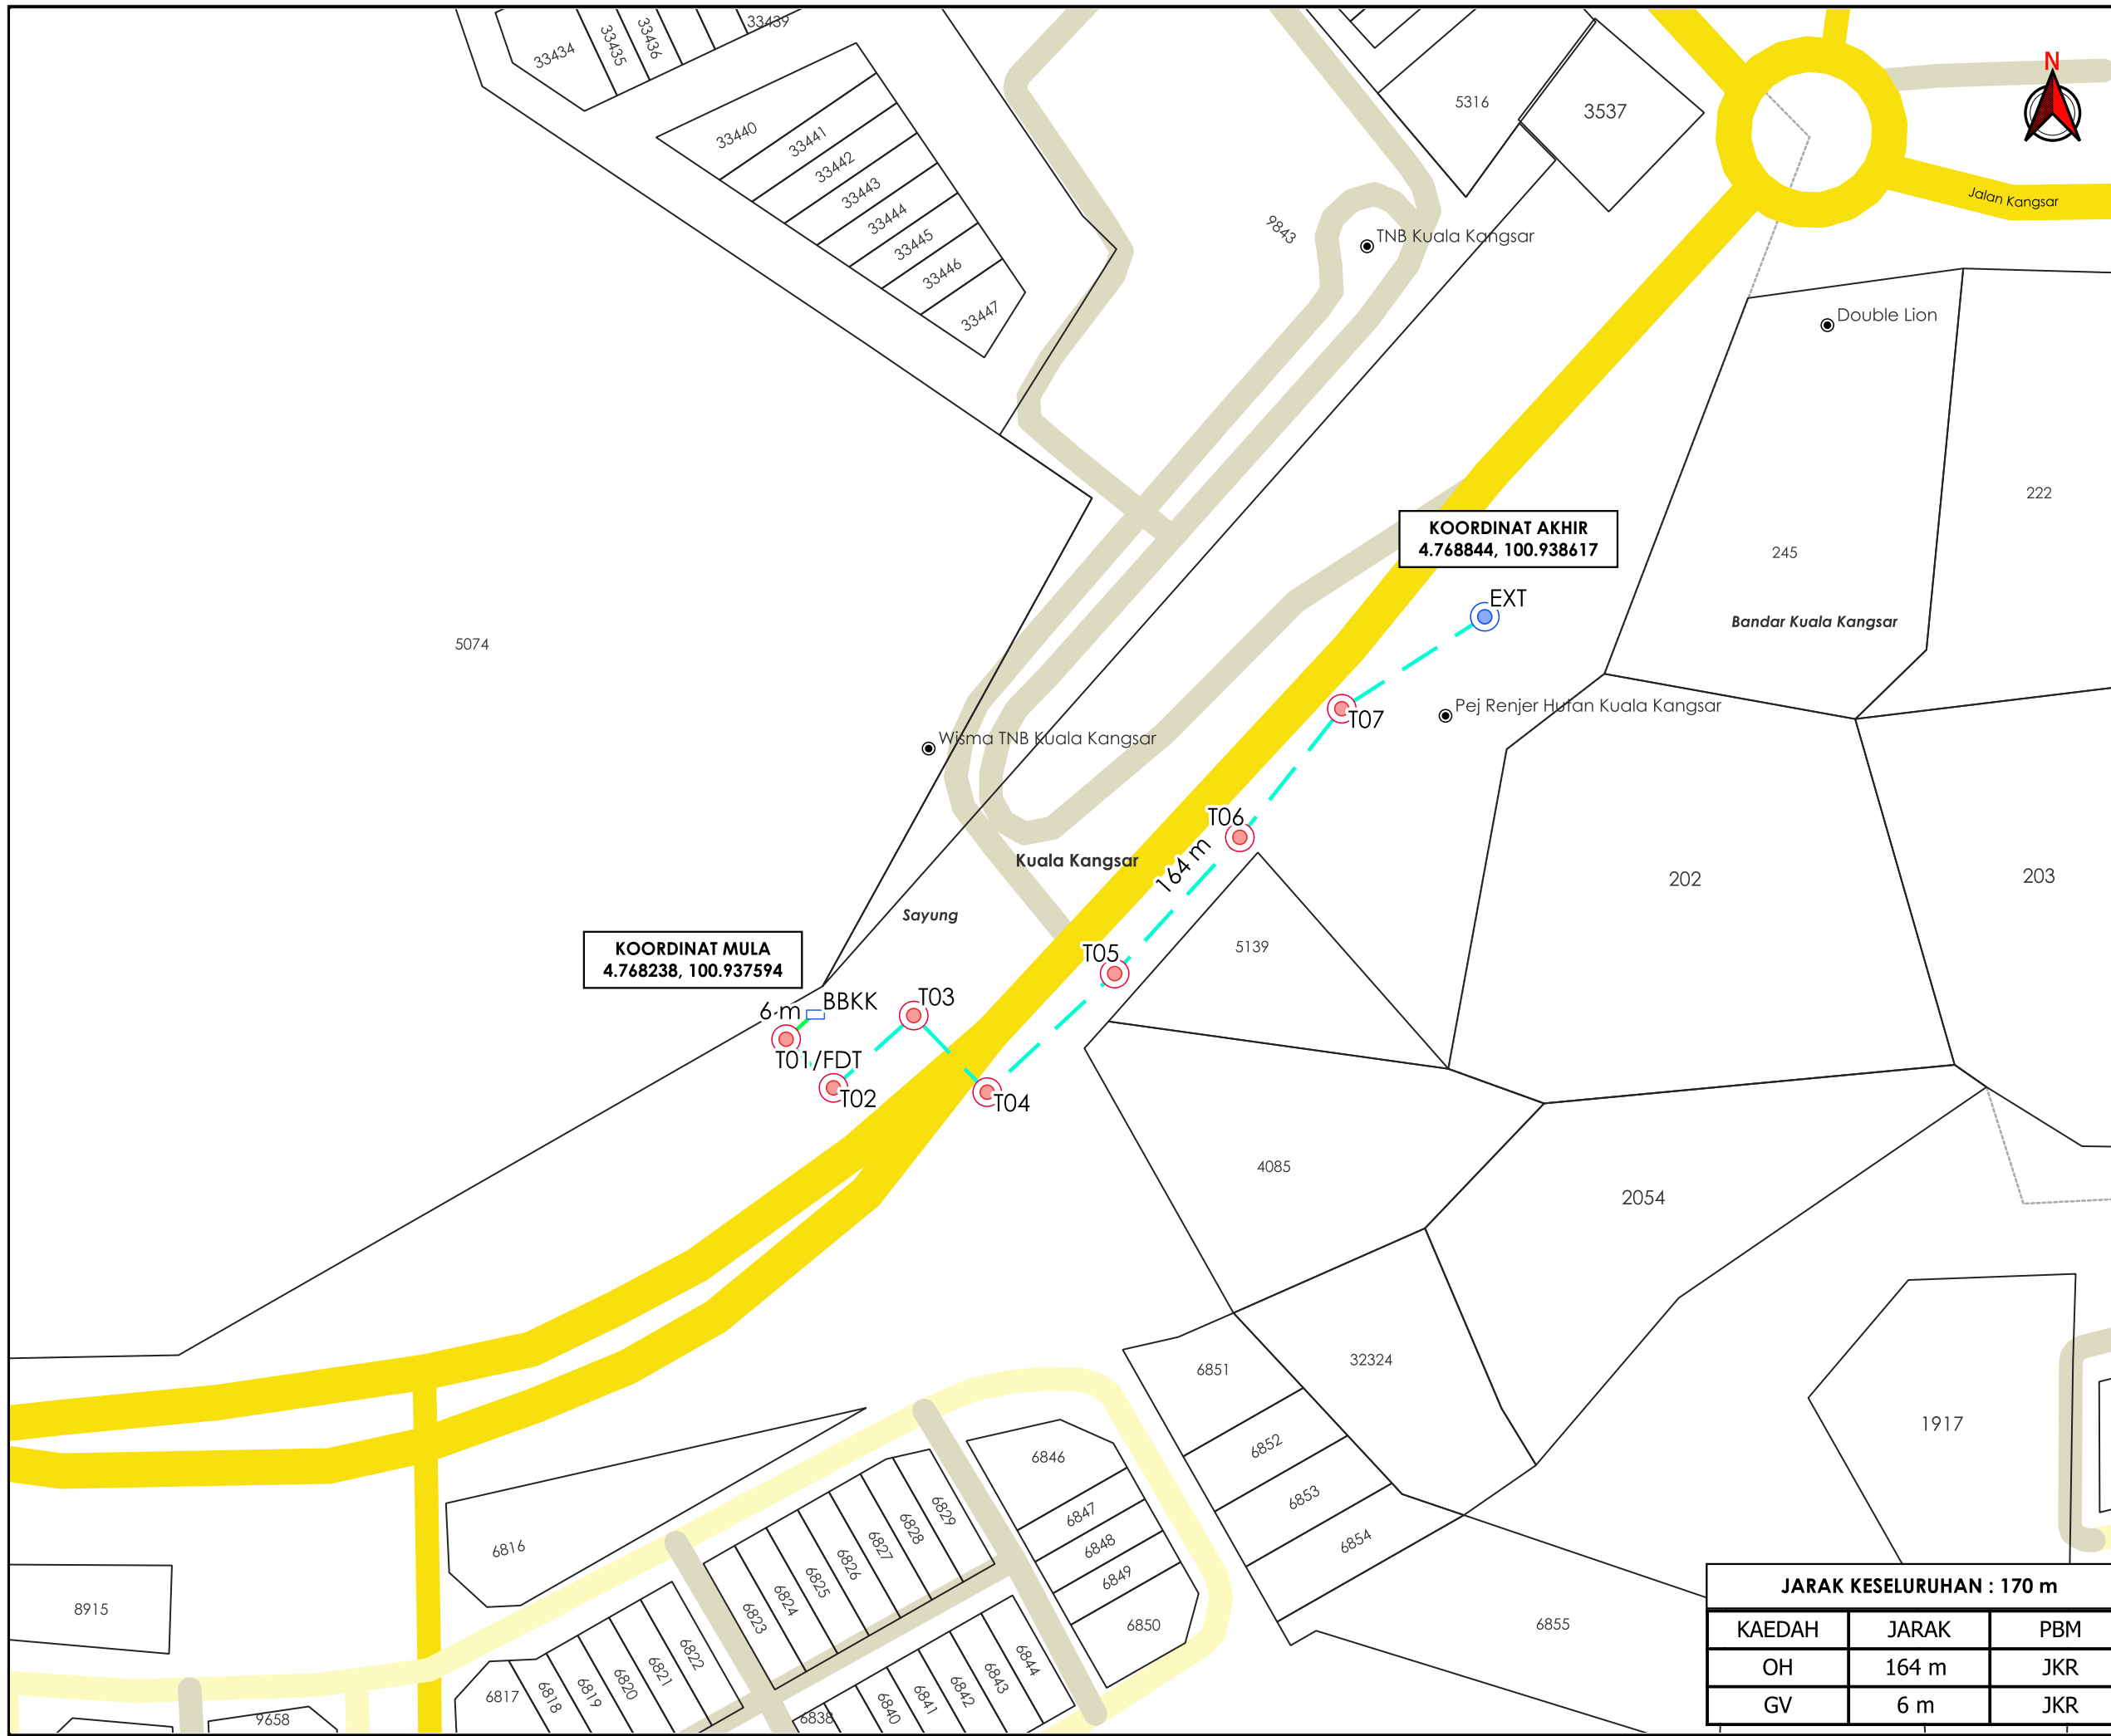 33434
33435
33436
33439
33440
33441
33442
33443
33444
33445
33446
33447
5316
3537
N
Jalan Kangsar
9843
TNB Kuala Kangsar
Double Lion
222
245
Bandar Kuala Kangsar
KOORDINAT AKHIR
4.768844, 100.938617
EXT
5074
T07
Pej Renjer Hutan Kuala Kangsar
Wisma TNB Kuala Kangsar
T06
164 m
Kuala Kangsar
202
203
Sayung
5139
KOORDINAT MULA
4.768238, 100.937594
T05
6 m
BBKK
T03
T01/FDT
T02
T04
4085
2054
6851
32324
1917
6852
6853
6854
6846
6847
6848
6849
6850
6816
6829
6828
6827
6826
6825
6824
6823
8915
6855
6822
6821
6820
6819
6818
6817
9658
6838
6840
6841
6842
6843
6844
JARAK KESELURUHAN : 170 m
KAEDAH JARAK PBM
OH 164 m JKR
GV 6 m JKR